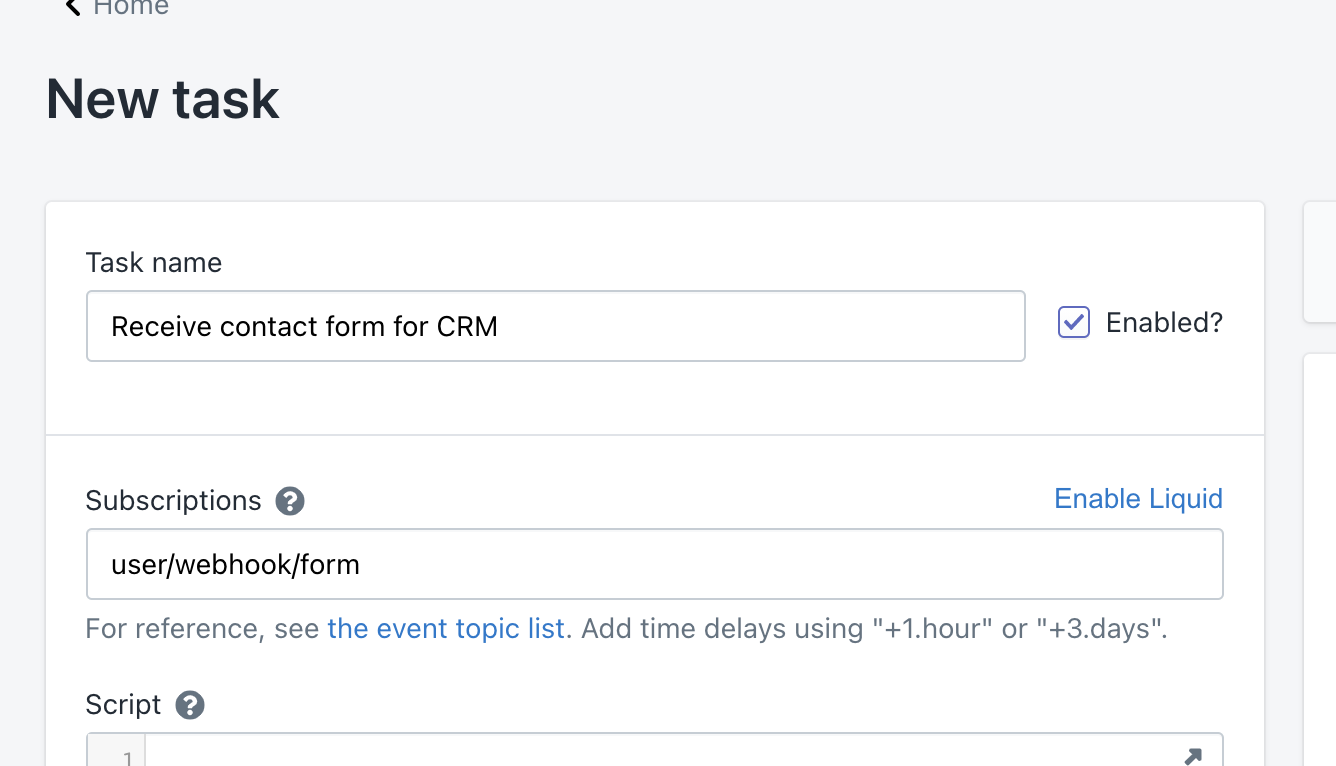 Home
New task
Task name
Receive contact form for CRM
Enabled?
Subscriptions ?
Enable Liquid
user/webhook/form
For reference, see the event topic list. Add time delays using "+1.hour" or "+3.days".
Script ?
1